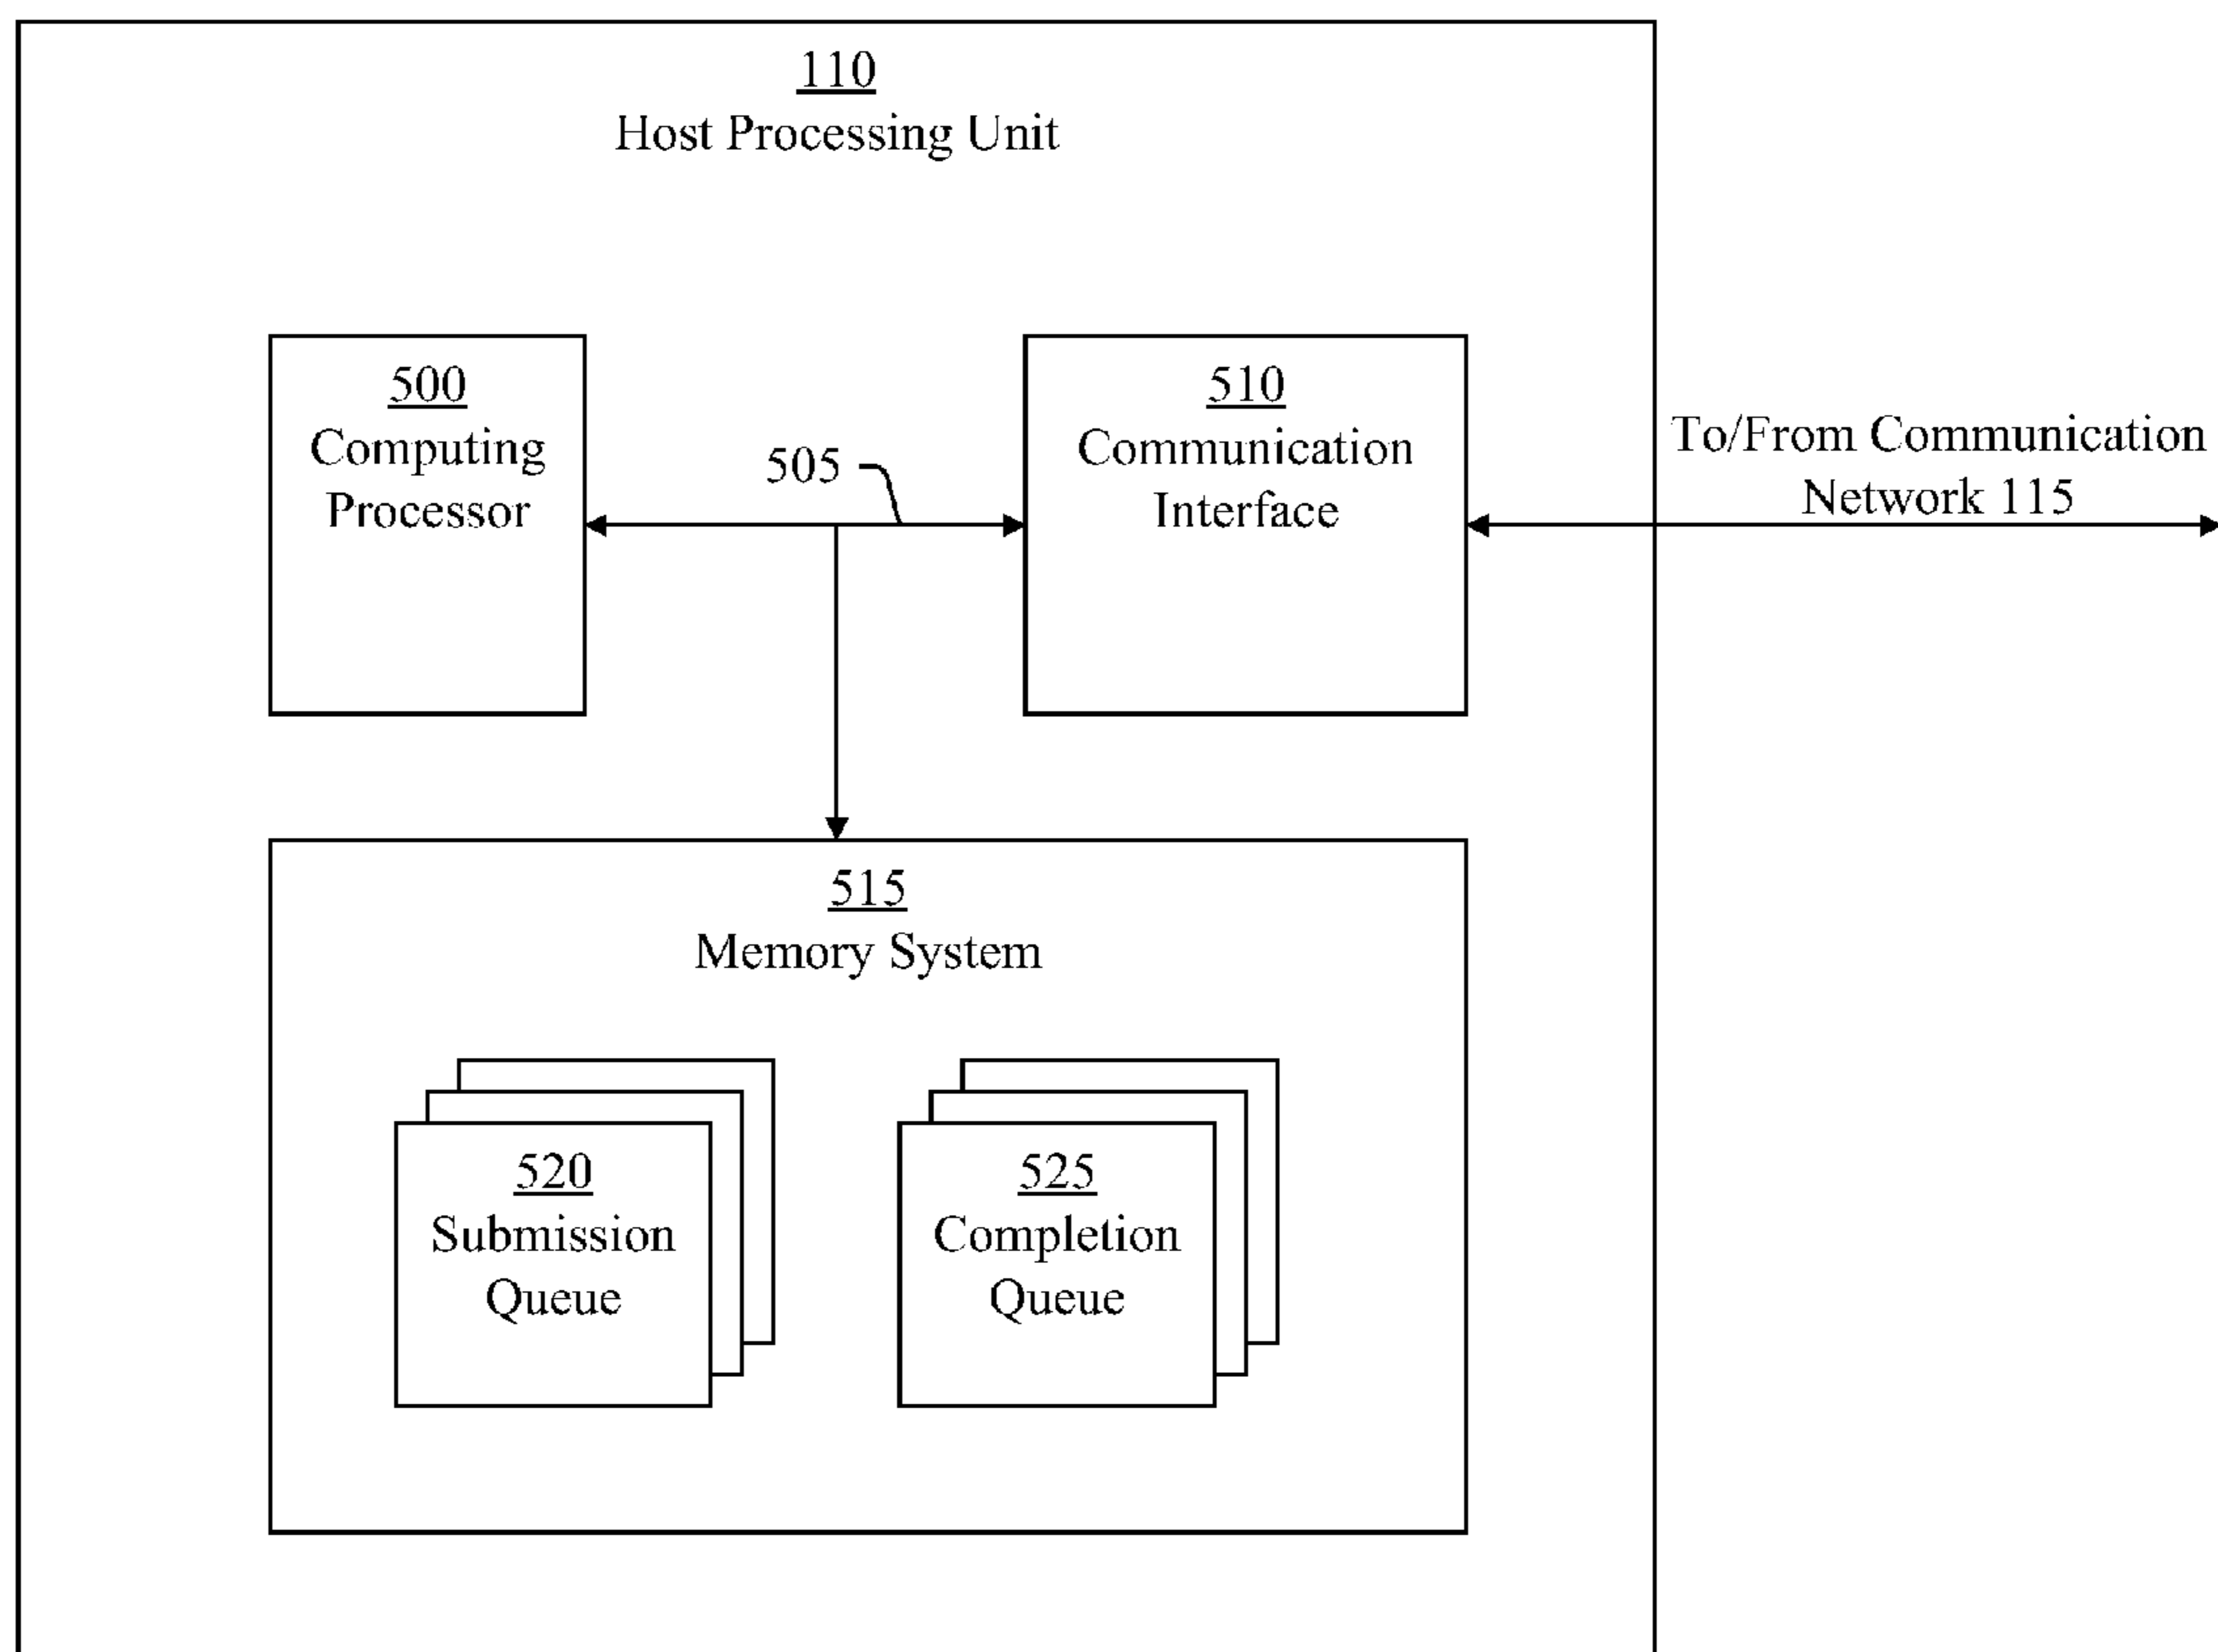 110
Host Processing Unit
500
Computing
Processor
505
510
Communication
Interface
To/From Communication
Network 115
515
Memory System
520
Submission
Queue
525
Completion
Queue